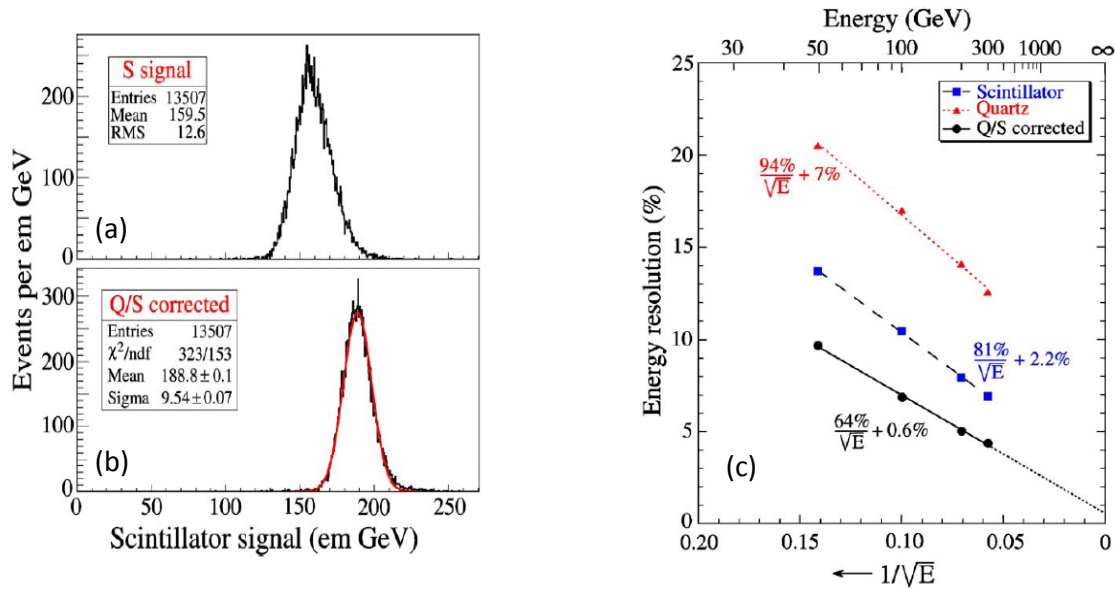 S signal
Entries 13507
Mean 159.5
RMS 12.6
200
100
0
(a)
Events per em GeV
Q/S corrected
Entries 13507
χ²/ndf 323/153
Mean 188.8 ± 0.1
Sigma 9.54 ± 0.07
300
200
100
0
(b)
0 50 100 150 200 250
Scintillator signal (em GeV)
Energy (GeV)
30 50 100 300 1000 ∞
25
20
15
10
5
0
Energy resolution (%)
Scintillator
Quartz
Q/S corrected
94%/√E + 7%
81%/√E + 2.2%
64%/√E + 0.6%
(c)
0.20 0.15 0.10 0.05 0
← 1/√E